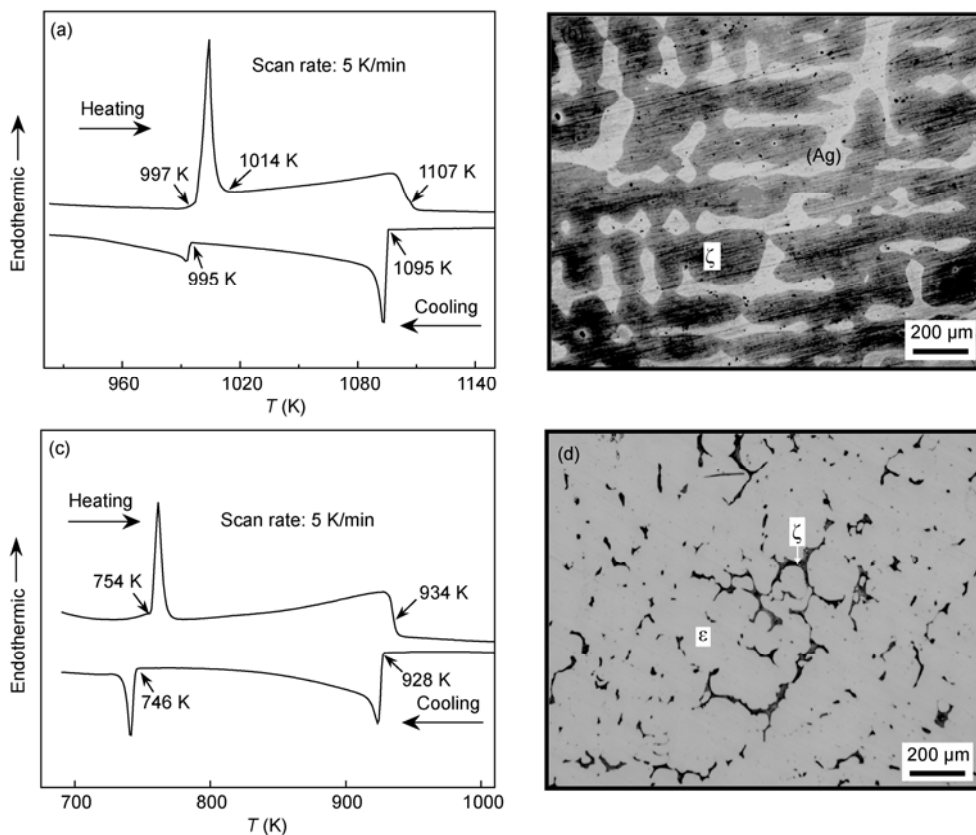 (a)
Scan rate: 5 K/min
Heating
997 K
1014 K
1107 K
995 K
1095 K
Cooling
Endothermic
960
1020
1080
1140
T (K)
(Ag)
ζ
200 μm
(c)
Heating
Scan rate: 5 K/min
754 K
934 K
746 K
928 K
Cooling
Endothermic
700
800
900
1000
T (K)
(d)
ζ
ε
200 μm